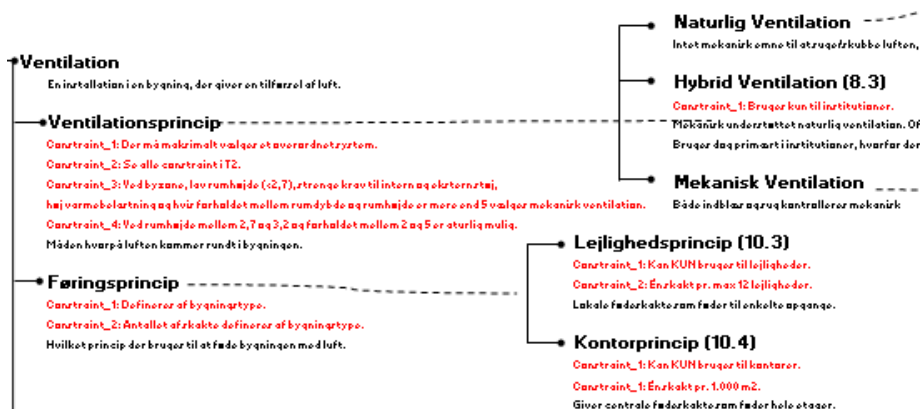 Naturlig Ventilation
Intet mekanisk emne til at suge/skubbe luften,
Ventilation
En installation i en bygning, der giver en tilførsel af luft.
Hybrid Ventilation (8.3)
Constraint_1: Bruges kun til institutioner.
Mekanisk understøttet naturlig ventilation. Of
Bruges dog primært i institutioner, hvorfor der
Ventilationsprincip
Constraint_1: Der må maksimalt vælges et overordnet system.
Constraint_2: Se alle constraint i T2.
Constraint_3: Ved byzone, lav rumhøjde (<2,7), strenge krav til intern og ekstern støj,
høj varmebelastning og hvis forholdet mellem rumdybde og rumhøjde er mere end 5 vælges mekanisk ventilation.
Constraint_4: Ved rumhøjde mellem 2,7 og 3,2 og forholdet mellem 2 og 5 er aturlig mulig.
Måden hvorpå luften kommer rundt i bygningen.
Mekanisk Ventilation
Både indblæs og sug kontrolleres mekanisk
Føringsprincip
Constraint_1: Defineres af bygningstype.
Constraint_2: Antallet af skakte defineres af bygningstype.
Hvilket princip der bruges til at føde bygningen med luft.
Lejlighedsprincip (10.3)
Constraint_1: Kan KUN bruges til lejligheder.
Constraint_2: Én skakt pr. max 12 lejligheder.
Lokale fødeskakte som føder til enkelte opgange.
Kontorprincip (10.4)
Constraint_1: Kan KUN bruges til kontorer.
Constraint_1: Én skakt pr. 1.000 m2.
Giver centrale fødeskakte som føder hele etager.